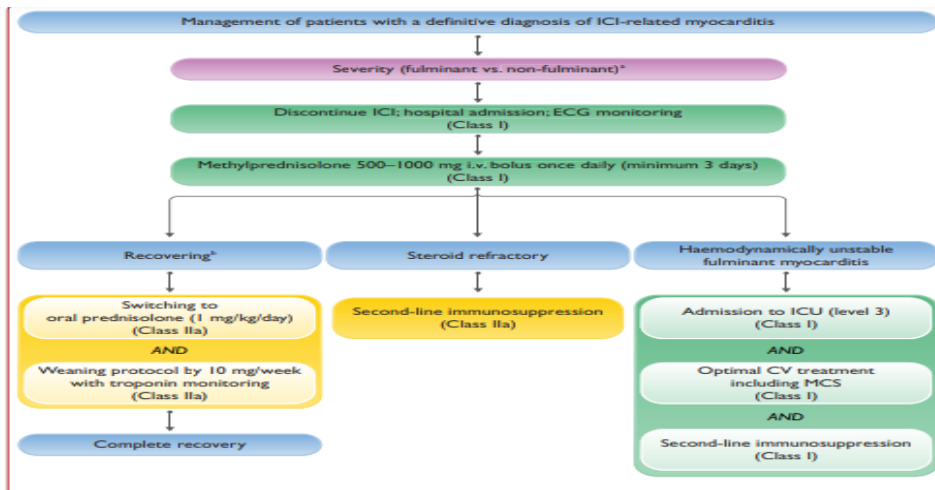 Management of patients with a definitive diagnosis of ICI-related myocarditis
Severity (fulminant vs. non-fulminant)ᵃ
Discontinue ICI; hospital admission; ECG monitoring
(Class I)
Methylprednisolone 500–1000 mg i.v. bolus once daily (minimum 3 days)
(Class I)
Recoveringᵇ
Switching to
oral prednisolone (1 mg/kg/day)
(Class IIa)
AND
Weaning protocol by 10 mg/week
with troponin monitoring
(Class IIa)
Complete recovery
Steroid refractory
Second-line immunosuppression
(Class IIa)
Haemodynamically unstable
fulminant myocarditis
Admission to ICU (level 3)
(Class I)
AND
Optimal CV treatment
including MCS
(Class I)
AND
Second-line immunosuppression
(Class I)